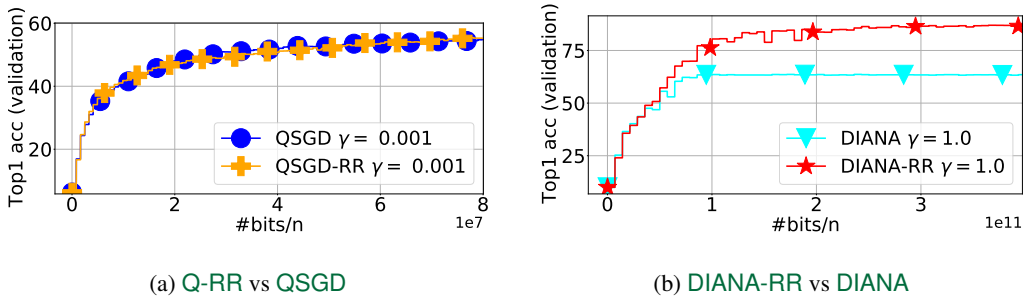 Top1 acc (validation)
60
40
20
QSGD γ = 0.001
QSGD-RR γ = 0.001
0 2 4 6 8
1e7
#bits/n
(a) Q-RR vs QSGD
Top1 acc (validation)
75
50
25
DIANA γ = 1.0
DIANA-RR γ = 1.0
0 1 2 3
1e11
#bits/n
(b) DIANA-RR vs DIANA